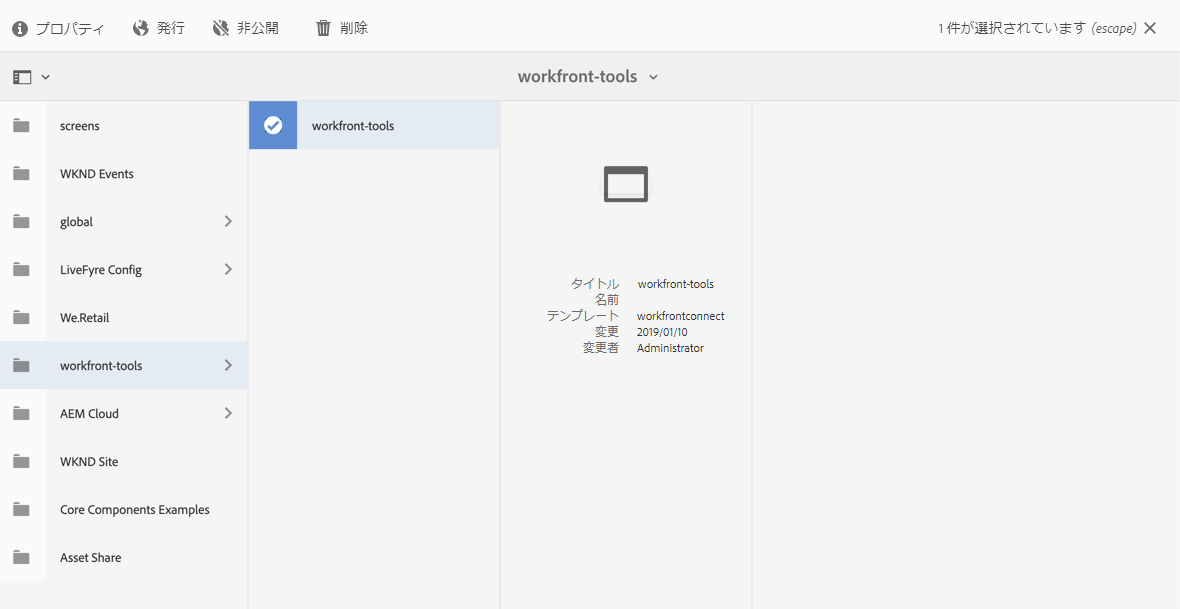 プロパティ 発行 非公開 削除 1 件が選択されています (escape)
workfront-tools
screens
WKND Events
global
LiveFyre Config
We.Retail
workfront-tools
AEM Cloud
WKND Site
Core Components Examples
Asset Share
workfront-tools
タイトル workfront-tools
名前
テンプレート workfrontconnect
変更 2019/01/10
変更者 Administrator